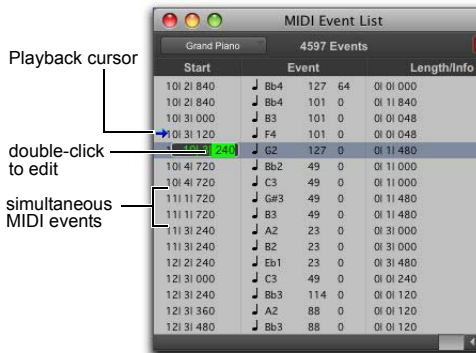 MIDI Event List
Grand Piano 4597 Events
Start Event Length/Info
10| 2| 840 Bb4 127 64 0| 0| 000
10| 2| 840 Bb4 101 0 0| 1| 840
10| 3| 000 B3 101 0 0| 0| 048
10| 3| 120 F4 101 0 0| 0| 048
240 G2 127 0 0| 1| 480
10| 4| 720 Bb2 49 0 0| 1| 000
10| 4| 720 C3 49 0 0| 1| 000
11| 1| 720 G#3 49 0 0| 1| 480
11| 1| 720 B3 49 0 0| 1| 480
11| 3| 240 A2 23 0 0| 3| 000
11| 3| 240 B2 23 0 0| 3| 000
12| 2| 240 Eb1 23 0 0| 3| 480
12| 3| 000 C3 49 0 0| 0| 240
12| 3| 240 Bb3 114 0 0| 0| 120
12| 3| 360 A2 88 0 0| 0| 120
12| 3| 480 Bb3 88 0 0| 0| 120
Playback cursor
double-click
to edit
simultaneous
MIDI events